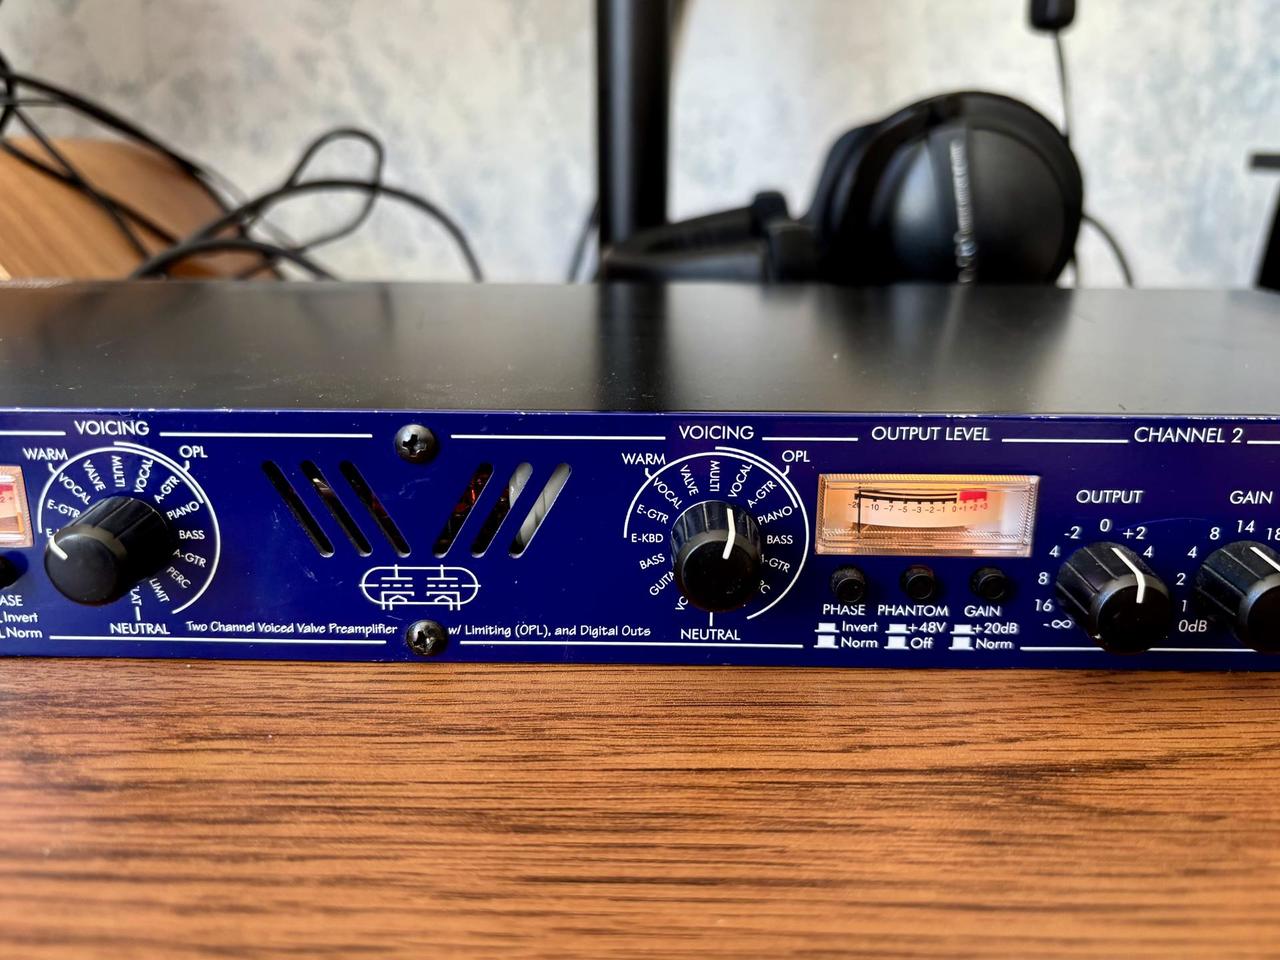 VOICING
WARM
OPL
VOCAL
VALVE
MULTI
VOCAL
A-GTR
PIANO
BASS
A-GTR
PERC
LIMIT
NEUTRAL
E-GTR
Invert
Norm
Two Channel Voiced Valve Preamplifier w/ Limiting (OPL), and Digital Outs
VOICING
WARM
OPL
VOCAL
VALVE
MULTI
VOCAL
A-GTR
PIANO
BASS
A-GTR
E-GTR
E-KBD
BASS
NEUTRAL
OUTPUT LEVEL
-20 -10 -7 -5 -3 -2 -1 0 +1 +2 +3
PHASE
Invert
Norm
PHANTOM
+48V
Off
GAIN
+20dB
Norm
CHANNEL 2
OUTPUT
-2 0 +2
4 4
8
16
-∞
GAIN
8 14 18
4
2
1
0dB